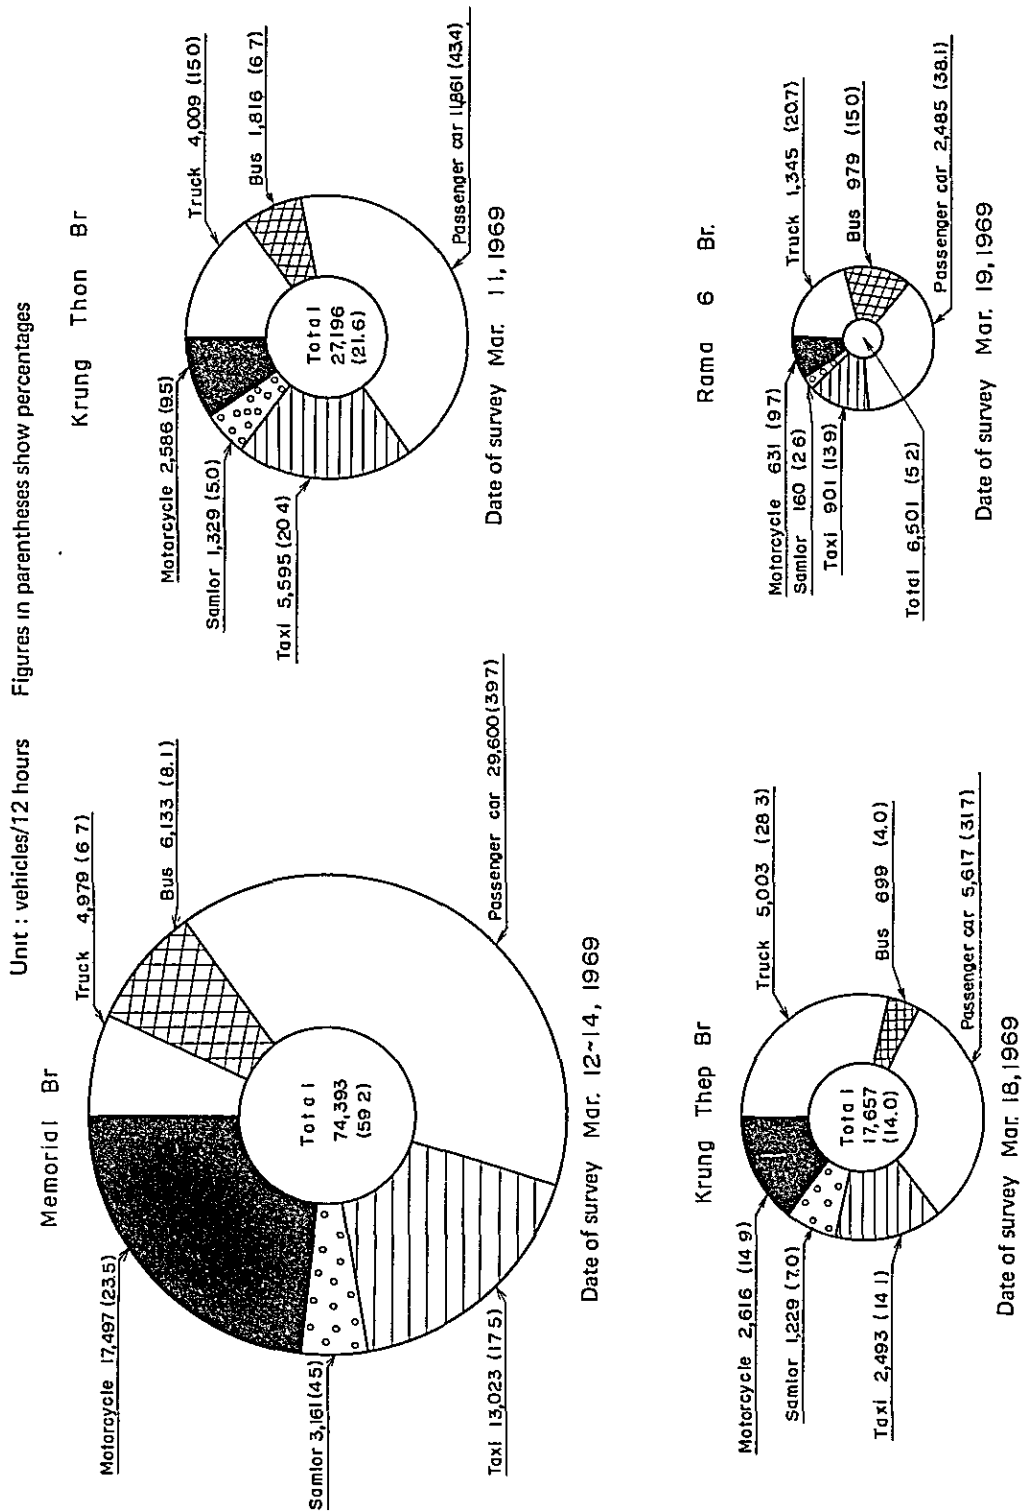 Unit : vehicles/12 hours Figures in parentheses show percentages
Memorial Br
Motorcycle 17,497 (23.5)
Samlor 3,161 (4 5)
Taxi 13,023 (17 5)
Truck 4,979 (6 7)
Bus 6,133 (8.1)
Passenger car 29,600 (39 7)
Total
74,393
(59 2)
Date of survey Mar. 12~14, 1969
Krung Thon Br
Motorcycle 2,586 (9 5)
Samlor 1,329 (5.0)
Taxi 5,595 (20 4)
Truck 4,009 (15 0)
Bus 1,816 (6 7)
Passenger car 11,861 (43.4)
Total
27,196
(21.6)
Date of survey Mar. 11, 1969
Krung Thep Br
Motorcycle 2,616 (14 9)
Samlor 1,229 (7.0)
Taxi 2,493 (14 1)
Truck 5,003 (28 3)
Bus 699 (4.0)
Passenger car 5,617 (31 7)
Total
17,657
(14.0)
Date of survey Mar. 18, 1969
Rama 6 Br.
Motorcycle 631 (9 7)
Samlor 160 (2 6)
Taxi 901 (13 9)
Total 6,501 (5 2)
Truck 1,345 (20.7)
Bus 979 (15 0)
Passenger car 2,485 (38.1)
Date of survey Mar. 19, 1969